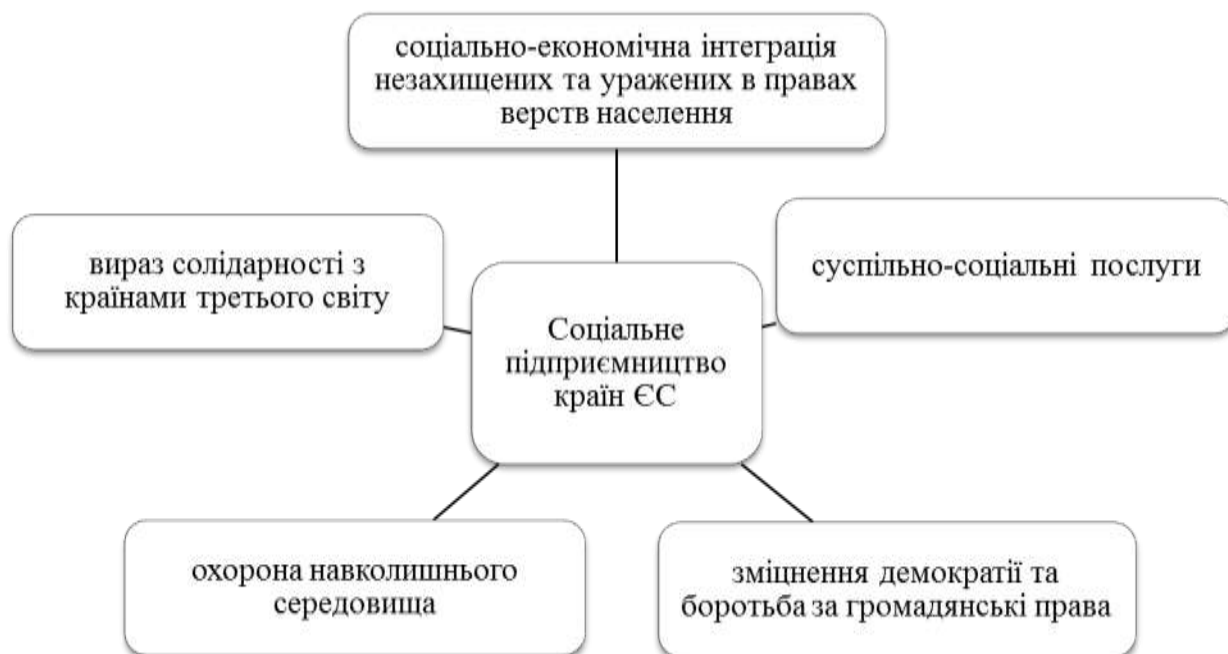 соціально-економічна інтеграція
незахищених та уражених в правах
верств населення
вираз солідарності з
країнами третього світу
суспільно-соціальні послуги
Соціальне
підприємництво
країн ЄС
охорона навколишнього
середовища
зміцнення демократії та
боротьба за громадянські права